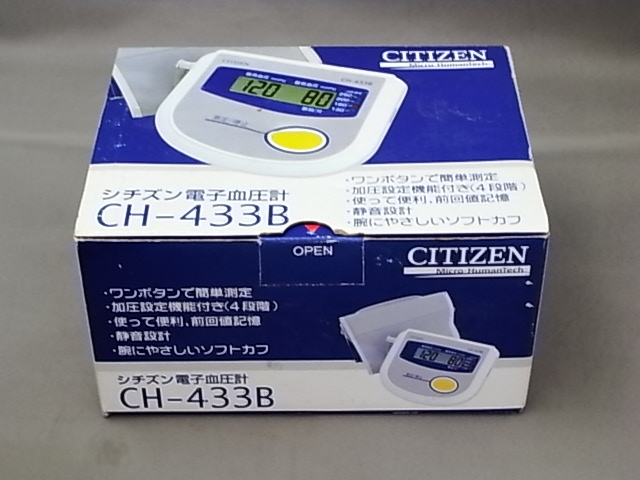 CITIZEN
Micro HumanTech
CH-433B
120 80
・ワンボタンで簡単測定
・加圧設定機能付き(4段階)
・使って便利,前回値記憶
・静音設計
・腕にやさしいソフトカフ
シチズン電子血圧計
CH-433B
OPEN
CITIZEN
Micro HumanTech
・ワンボタンで簡単測定
・加圧設定機能付き(4段階)
・使って便利,前回値記憶
・静音設計
・腕にやさしいソフトカフ
120 80
シチズン電子血圧計
CH-433B